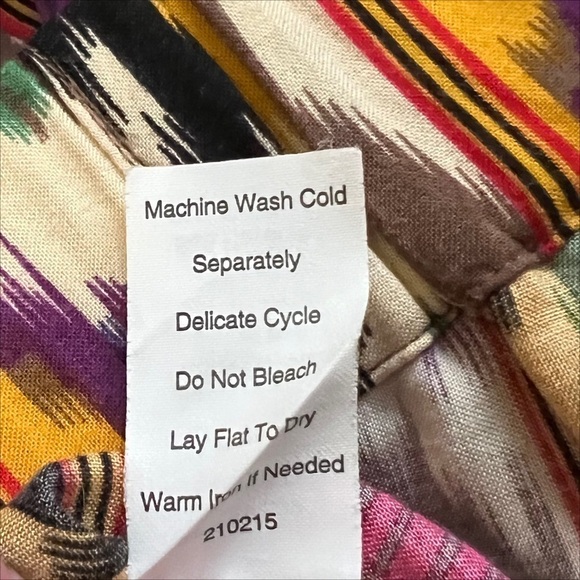 Machine Wash Cold
Separately
Delicate Cycle
Do Not Bleach
Lay Flat To Dry
Warm Iron If Needed
210215